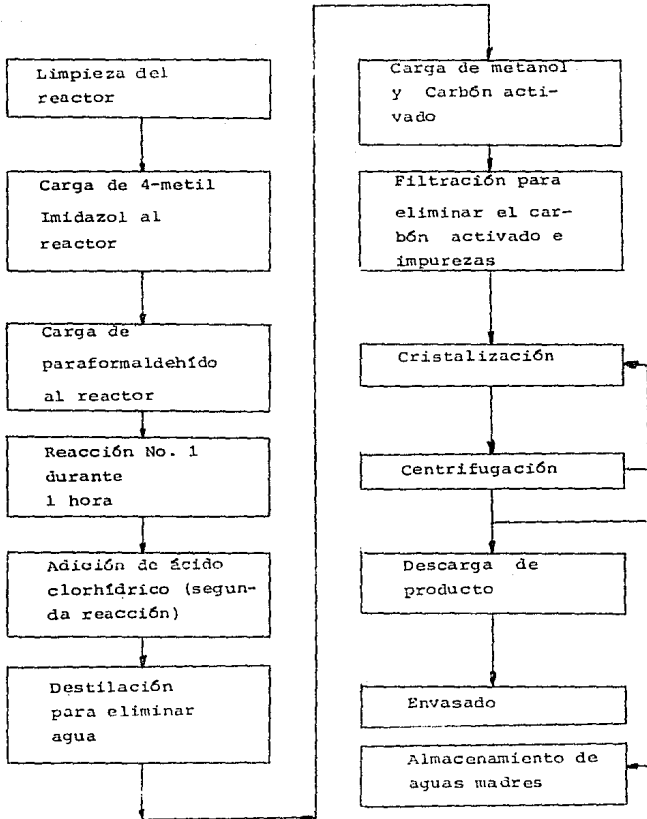 Limpieza del
reactor
Carga de 4-metil
Imidazol al
reactor
Carga de
paraformaldehído
al reactor
Reacción No. 1
durante
1 hora
Adición de ácido
clorhídrico (segun-
da reacción)
Destilación
para eliminar
agua
Carga de metanol
y Carbón acti-
vado
Filtración para
eliminar el car-
bón activado e
impurezas
Cristalización
Centrifugación
Descarga de
producto
Envasado
Almacenamiento de
aguas madres